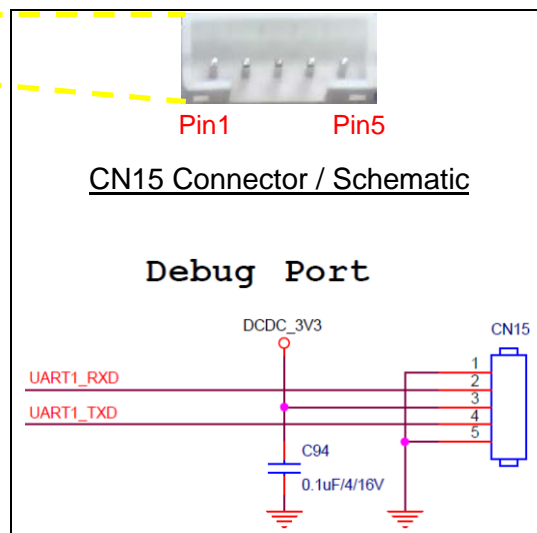 Pin1 Pin5
CN15 Connector / Schematic
Debug Port
DCDC_3V3
CN15
1
UART1_RXD 2
3
UART1_TXD 4
5
C94
0.1uF/4/16V